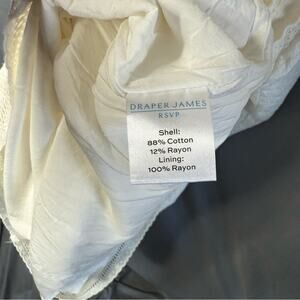 DRAPER JAMES
RSVP
Shell:
88% Cotton
12% Rayon
Lining:
100% Rayon